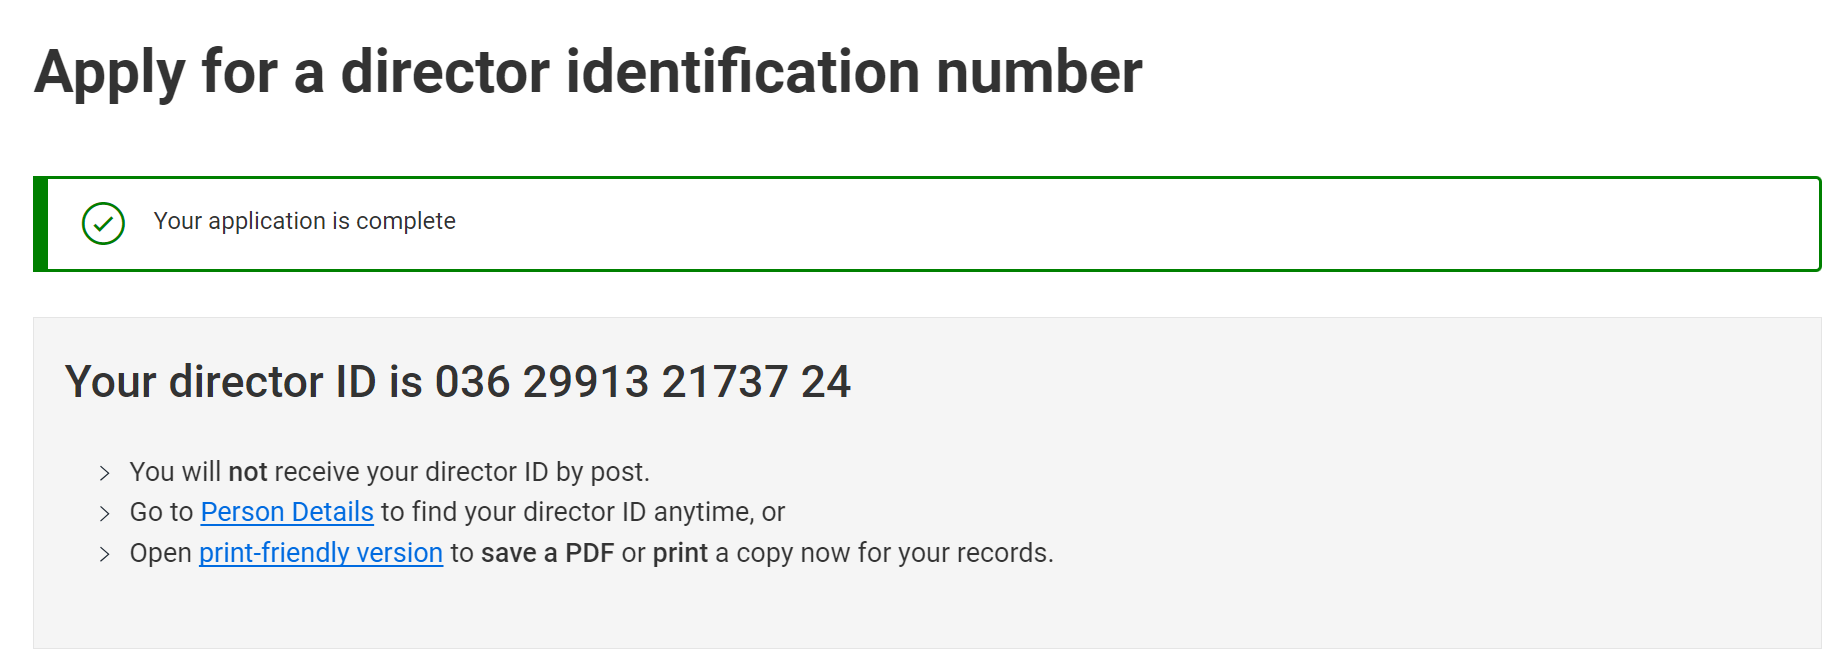 Apply for a director identification number
Your application is complete
Your director ID is 036 29913 21737 24
You will not receive your director ID by post.
Go to Person Details to find your director ID anytime, or
Open print-friendly version to save a PDF or print a copy now for your records.